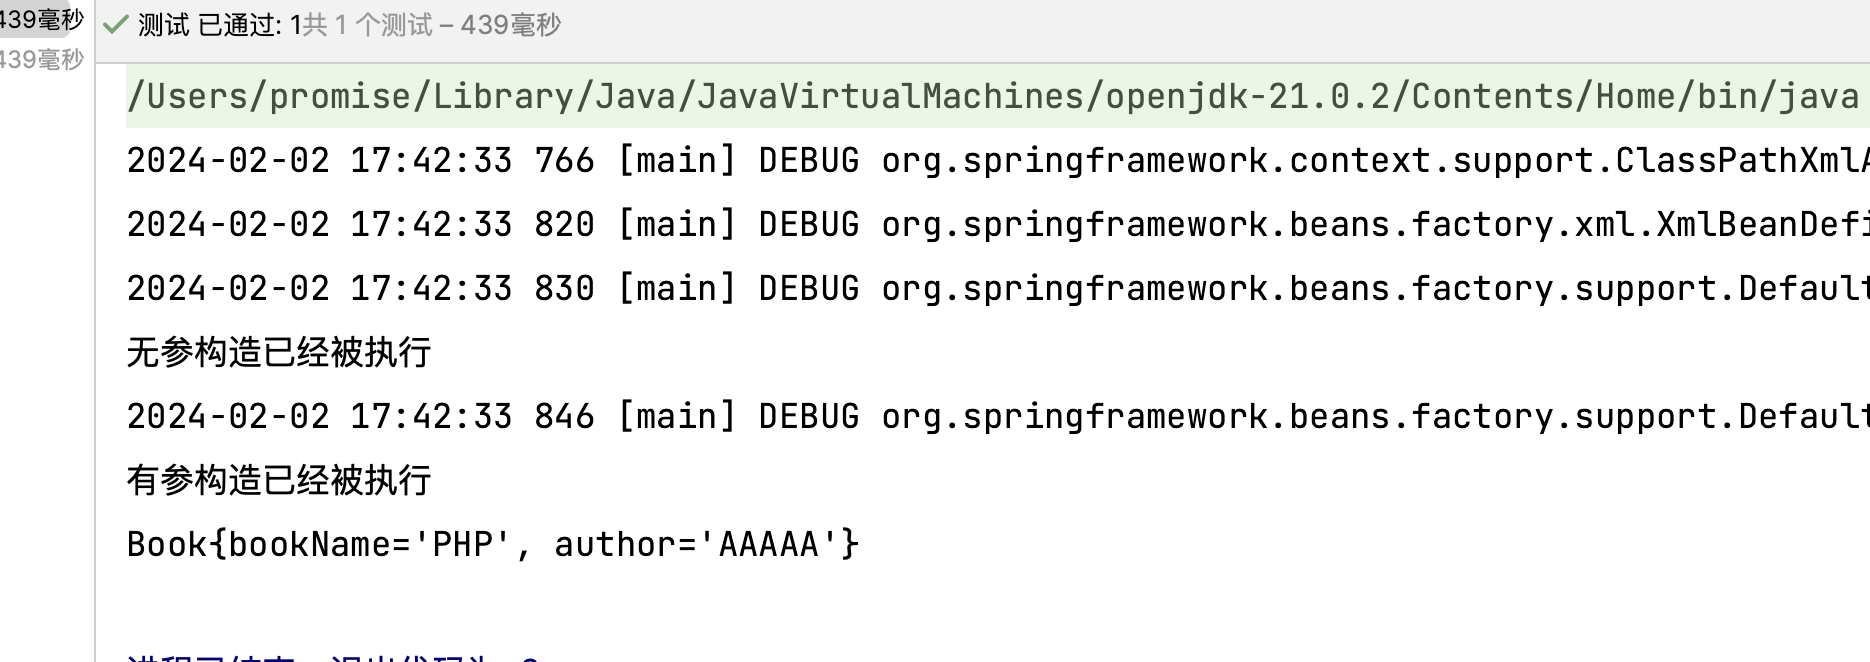 439毫秒
439毫秒
测试 已通过: 1共 1 个测试 – 439毫秒
/Users/promise/Library/Java/JavaVirtualMachines/openjdk-21.0.2/Contents/Home/bin/java
2024-02-02 17:42:33 766 [main] DEBUG org.springframework.context.support.ClassPathXmlA
2024-02-02 17:42:33 820 [main] DEBUG org.springframework.beans.factory.xml.XmlBeanDefi
2024-02-02 17:42:33 830 [main] DEBUG org.springframework.beans.factory.support.Default
无参构造已经被执行
2024-02-02 17:42:33 846 [main] DEBUG org.springframework.beans.factory.support.Default
有参构造已经被执行
Book{bookName='PHP', author='AAAAA'}